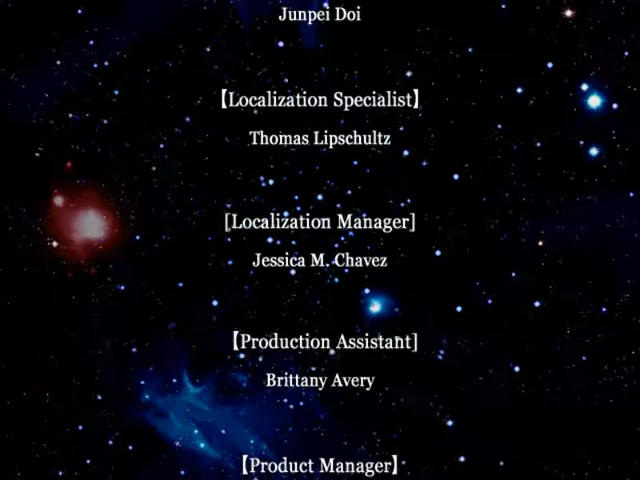 Junpei Doi
【Localization Specialist】
Thomas Lipschultz
[Localization Manager]
Jessica M. Chavez
【Production Assistant]
Brittany Avery
【Product Manager】